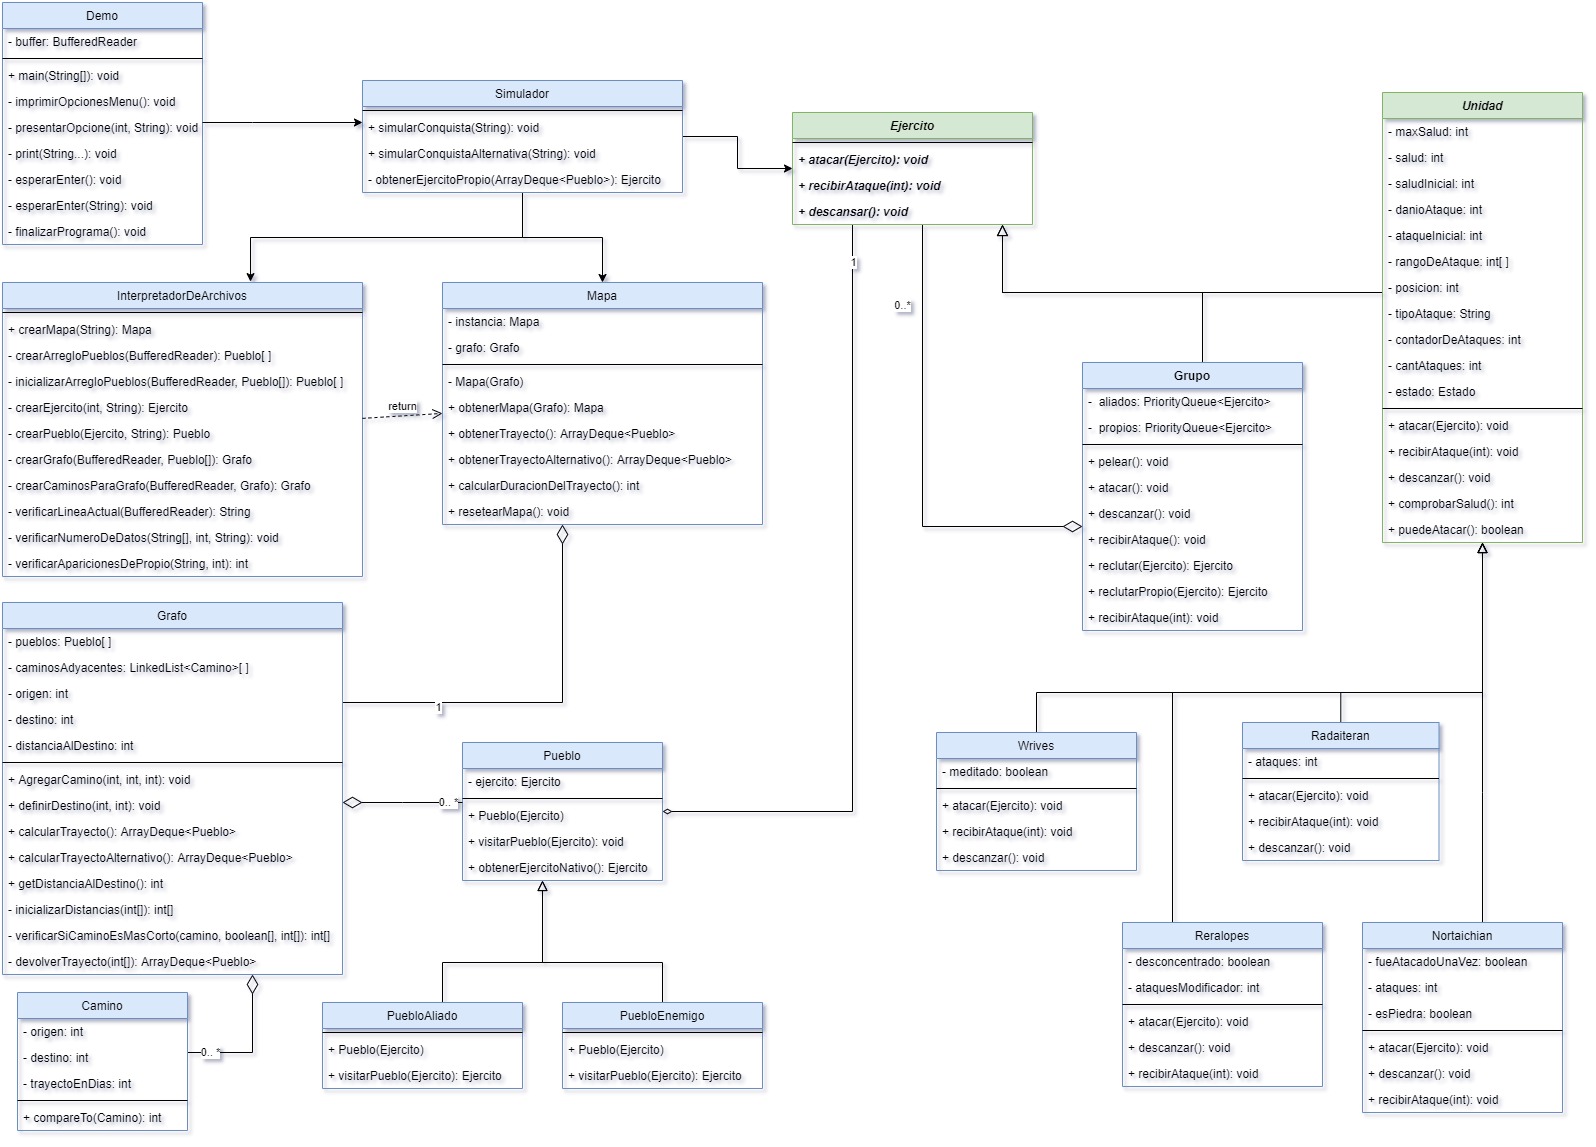 Demo
- buffer: BufferedReader
+ main(String[]): void
- imprimirOpcionesMenu(): void
- presentarOpcione(int, String): void
- print(String...): void
- esperarEnter(): void
- esperarEnter(String): void
- finalizarPrograma(): void
Simulador
+ simularConquista(String): void
+ simularConquistaAlternativa(String): void
- obtenerEjercitoPropio(ArrayDeque<Pueblo>): Ejercito
Ejercito
+ atacar(Ejercito): void
+ recibirAtaque(int): void
+ descansar(): void
1
0..*
Unidad
- maxSalud: int
- salud: int
- saludInicial: int
- danioAtaque: int
- ataqueInicial: int
- rangoDeAtaque: int[ ]
- posicion: int
- tipoAtaque: String
- contadorDeAtaques: int
- cantAtaques: int
- estado: Estado
+ atacar(Ejercito): void
+ recibirAtaque(int): void
+ descanzar(): void
+ comprobarSalud(): int
+ puedeAtacar(): boolean
InterpretadorDeArchivos
+ crearMapa(String): Mapa
- crearArregloPueblos(BufferedReader): Pueblo[ ]
- inicializarArregloPueblos(BufferedReader, Pueblo[]): Pueblo[ ]
- crearEjercito(int, String): Ejercito
- crearPueblo(Ejercito, String): Pueblo
- crearGrafo(BufferedReader, Pueblo[]): Grafo
- crearCaminosParaGrafo(BufferedReader, Grafo): Grafo
- verificarLineaActual(BufferedReader): String
- verificarNumeroDeDatos(String[], int, String): void
- verificarAparicionesDePropio(String, int): int
return
Mapa
- instancia: Mapa
- grafo: Grafo
- Mapa(Grafo)
+ obtenerMapa(Grafo): Mapa
+ obtenerTrayecto(): ArrayDeque<Pueblo>
+ obtenerTrayectoAlternativo(): ArrayDeque<Pueblo>
+ calcularDuracionDelTrayecto(): int
+ resetearMapa(): void
Grupo
- aliados: PriorityQueue<Ejercito>
- propios: PriorityQueue<Ejercito>
+ pelear(): void
+ atacar(): void
+ descanzar(): void
+ recibirAtaque(): void
+ reclutar(Ejercito): Ejercito
+ reclutarPropio(Ejercito): Ejercito
+ recibirAtaque(int): void
Grafo
- pueblos: Pueblo[ ]
- caminosAdyacentes: LinkedList<Camino>[ ]
- origen: int
- destino: int
- distanciaAlDestino: int
+ AgregarCamino(int, int, int): void
+ definirDestino(int, int): void
+ calcularTrayecto(): ArrayDeque<Pueblo>
+ calcularTrayectoAlternativo(): ArrayDeque<Pueblo>
+ getDistanciaAlDestino(): int
- inicializarDistancias(int[]): int[]
- verificarSiCaminoEsMasCorto(camino, boolean[], int[]): int[]
- devolverTrayecto(int[]): ArrayDeque<Pueblo>
1
0.. *
Pueblo
- ejercito: Ejercito
+ Pueblo(Ejercito)
+ visitarPueblo(Ejercito): void
+ obtenerEjercitoNativo(): Ejercito
Wrives
- meditado: boolean
+ atacar(Ejercito): void
+ recibirAtaque(int): void
+ descanzar(): void
Radaiteran
- ataques: int
+ atacar(Ejercito): void
+ recibirAtaque(int): void
+ descanzar(): void
Camino
- origen: int
- destino: int
- trayectoEnDias: int
+ compareTo(Camino): int
0.. *
PuebloAliado
+ Pueblo(Ejercito)
+ visitarPueblo(Ejercito): Ejercito
PuebloEnemigo
+ Pueblo(Ejercito)
+ visitarPueblo(Ejercito): Ejercito
Reralopes
- desconcentrado: boolean
- ataquesModificador: int
+ atacar(Ejercito): void
+ descanzar(): void
+ recibirAtaque(int): void
Nortaichian
- fueAtacadoUnaVez: boolean
- ataques: int
- esPiedra: boolean
+ atacar(Ejercito): void
+ descanzar(): void
+ recibirAtaque(int): void